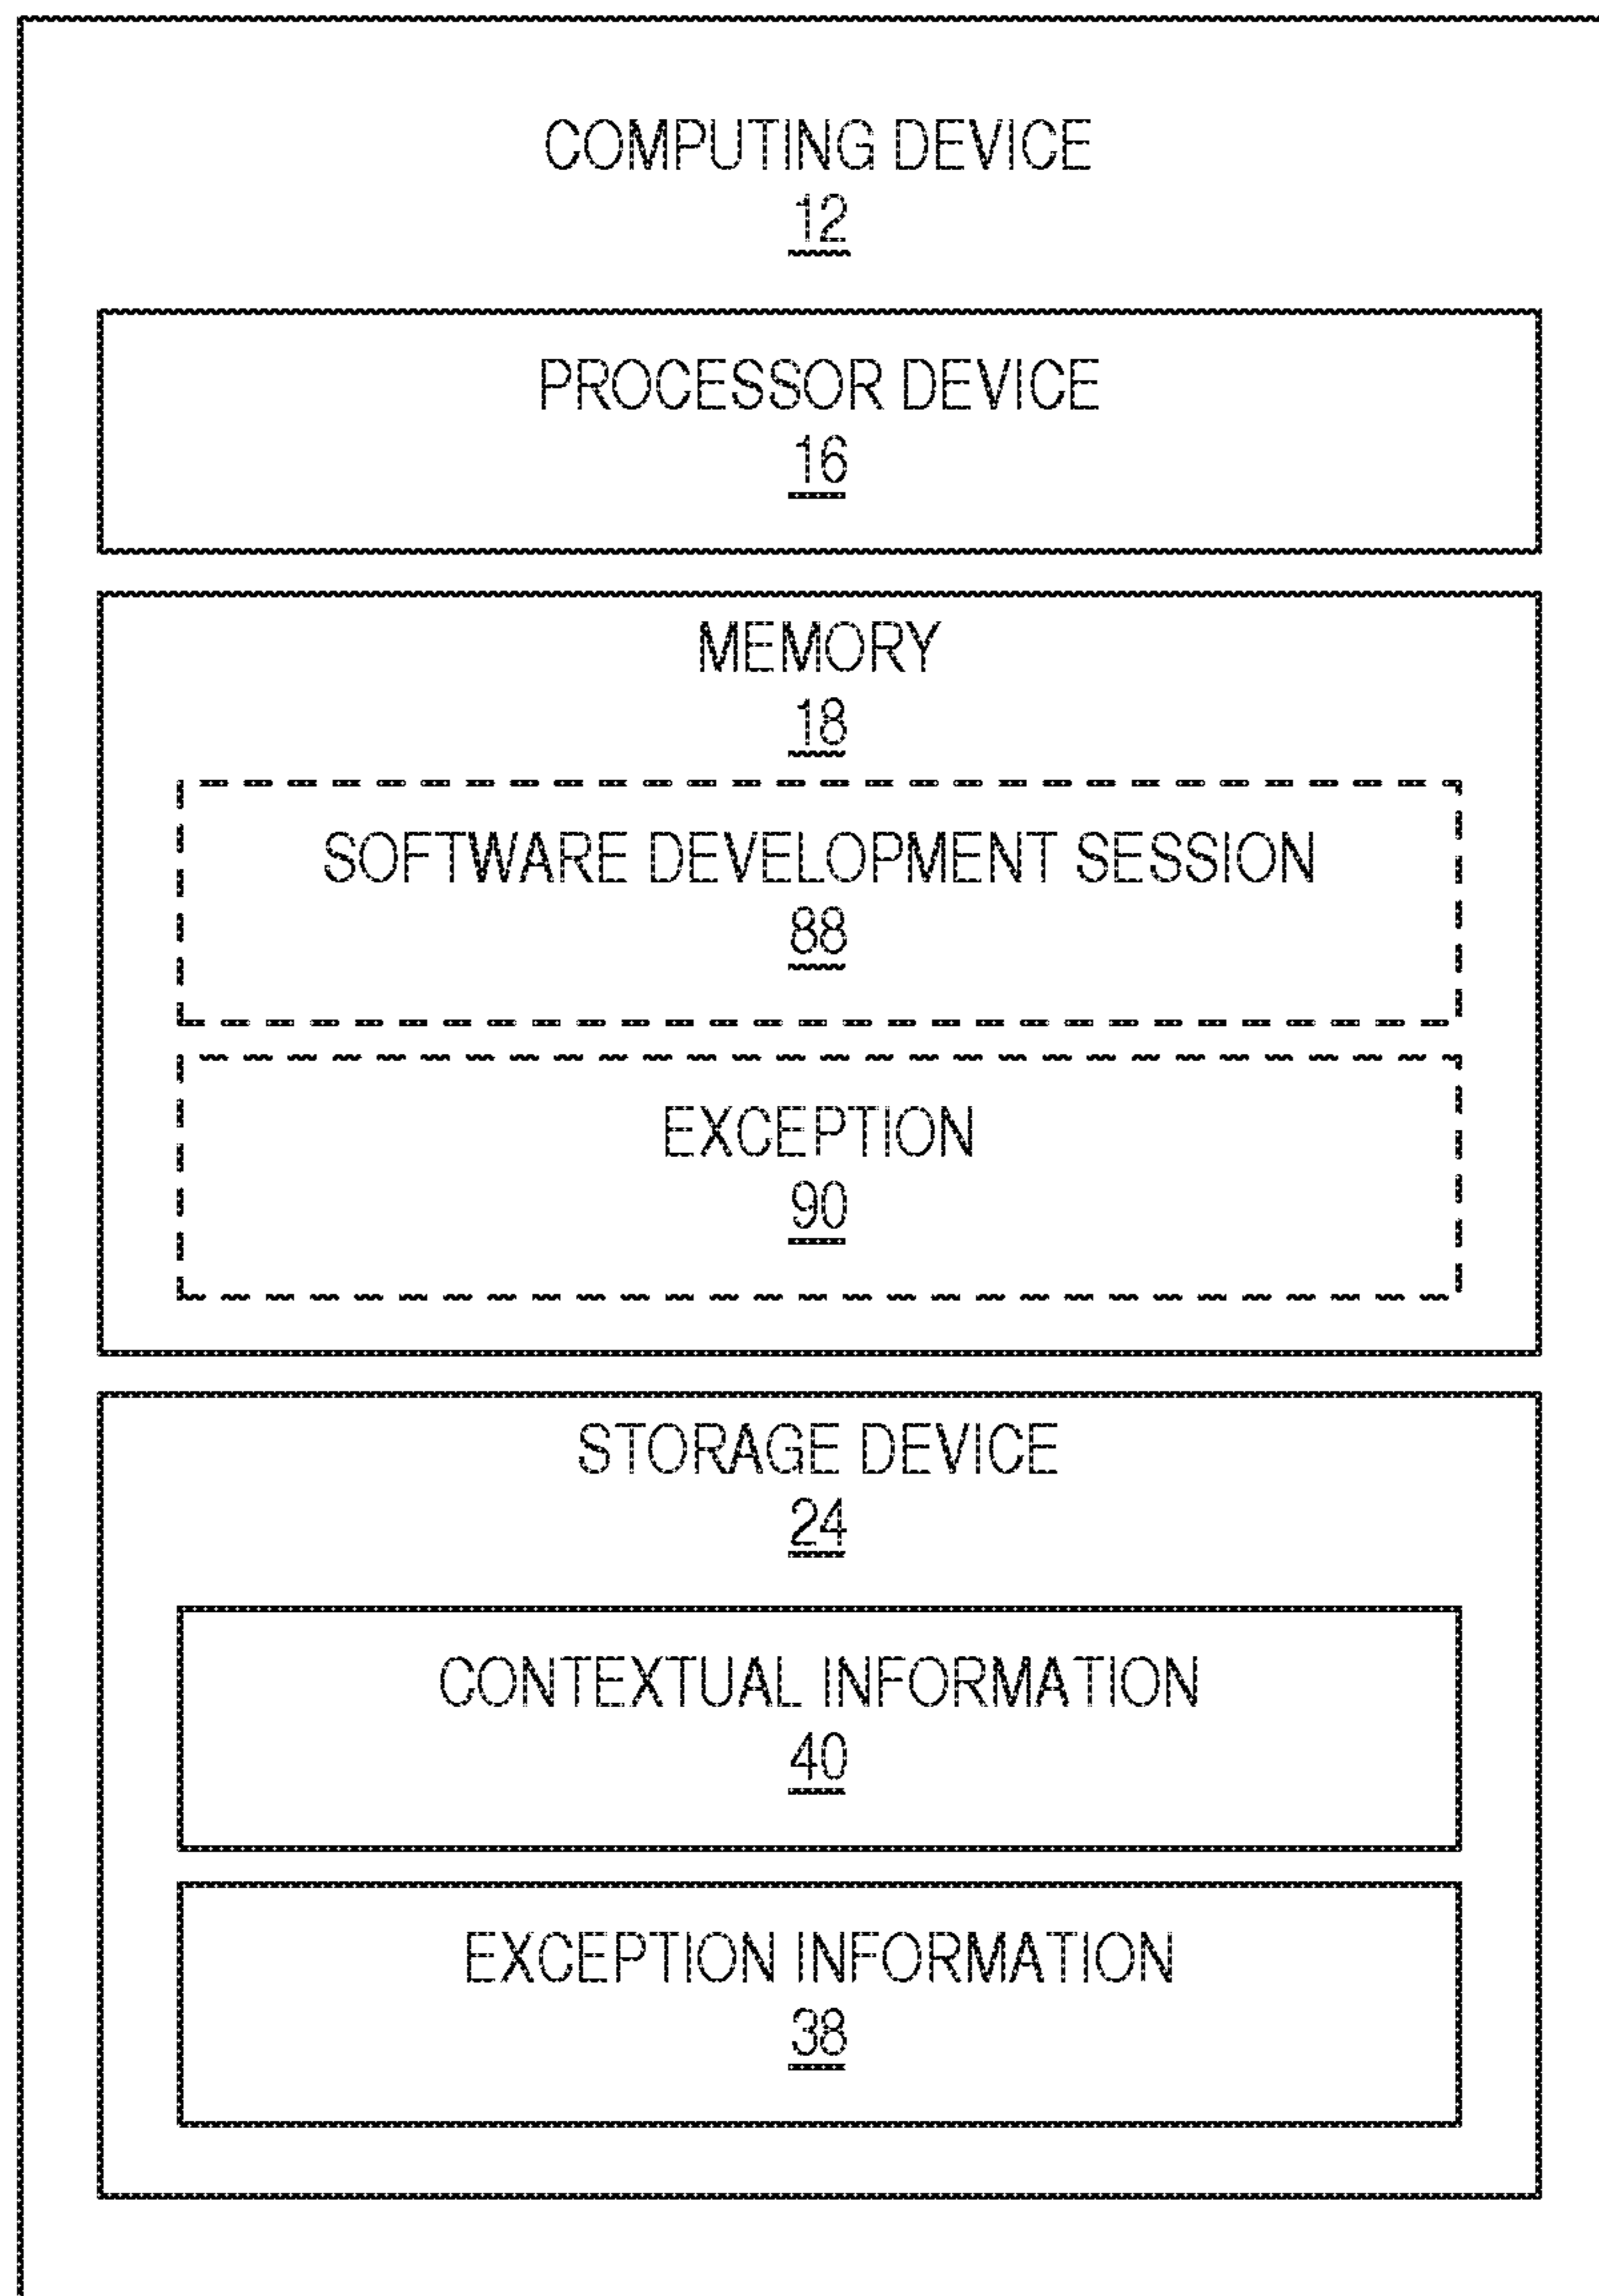 COMPUTING DEVICE
12
PROCESSOR DEVICE
16
MEMORY
18
SOFTWARE DEVELOPMENT SESSION
88
EXCEPTION
90
STORAGE DEVICE
24
CONTEXTUAL INFORMATION
40
EXCEPTION INFORMATION
38